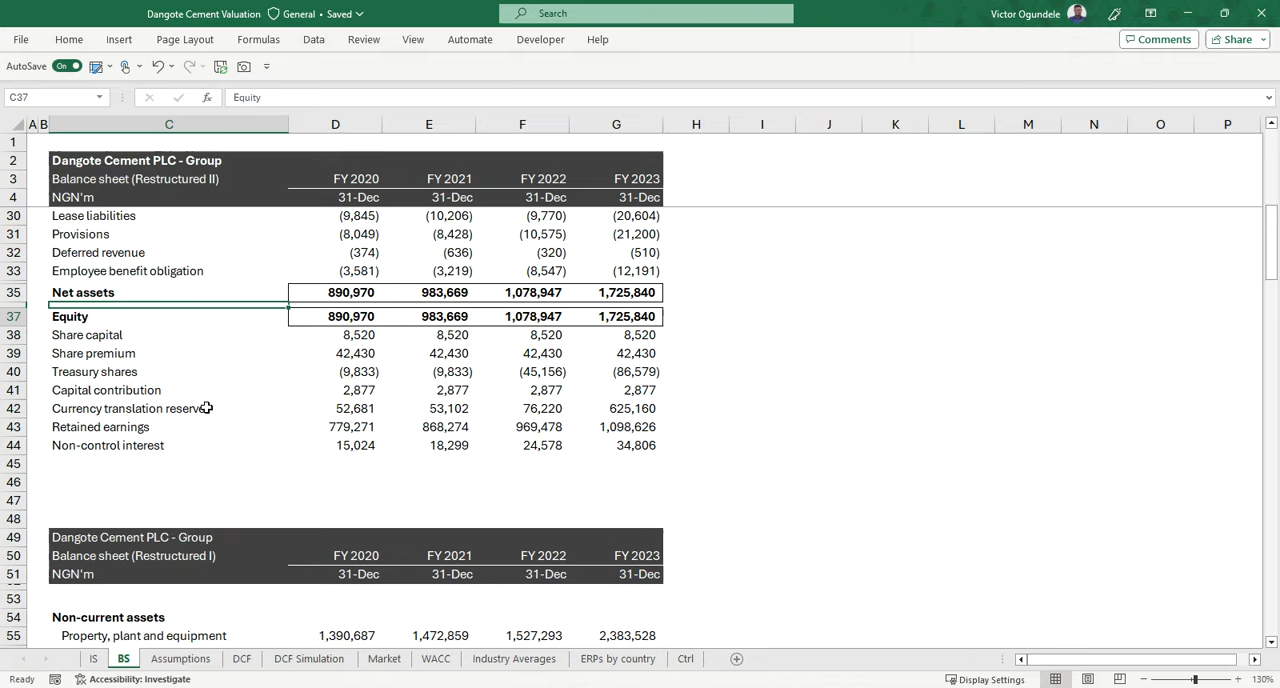 Dangote Cement Valuation General • Saved Search Victor Ogundele
File Home Insert Page Layout Formulas Data Review View Automate Developer Help Comments Share
AutoSave On
C37 fx Equity
A B C D E F G H I J K L M N O P
1
2 Dangote Cement PLC - Group
3 Balance sheet (Restructured II) FY 2020 FY 2021 FY 2022 FY 2023
4 NGN'm 31-Dec 31-Dec 31-Dec 31-Dec
30 Lease liabilities (9,845) (10,206) (9,770) (20,604)
31 Provisions (8,049) (8,428) (10,575) (21,200)
32 Deferred revenue (374) (636) (320) (510)
33 Employee benefit obligation (3,581) (3,219) (8,547) (12,191)
35 Net assets 890,970 983,669 1,078,947 1,725,840
37 Equity 890,970 983,669 1,078,947 1,725,840
38 Share capital 8,520 8,520 8,520 8,520
39 Share premium 42,430 42,430 42,430 42,430
40 Treasury shares (9,833) (9,833) (45,156) (86,579)
41 Capital contribution 2,877 2,877 2,877 2,877
42 Currency translation reserve 52,681 53,102 76,220 625,160
43 Retained earnings 779,271 868,274 969,478 1,098,626
44 Non-control interest 15,024 18,299 24,578 34,806
45
46
47
48
49 Dangote Cement PLC - Group
50 Balance sheet (Restructured I) FY 2020 FY 2021 FY 2022 FY 2023
51 NGN'm 31-Dec 31-Dec 31-Dec 31-Dec
53
54 Non-current assets
55 Property, plant and equipment 1,390,687 1,472,859 1,527,293 2,383,528
IS BS Assumptions DCF DCF Simulation Market WACC Industry Averages ERPs by country Ctrl
Ready Accessibility: Investigate Display Settings 130%